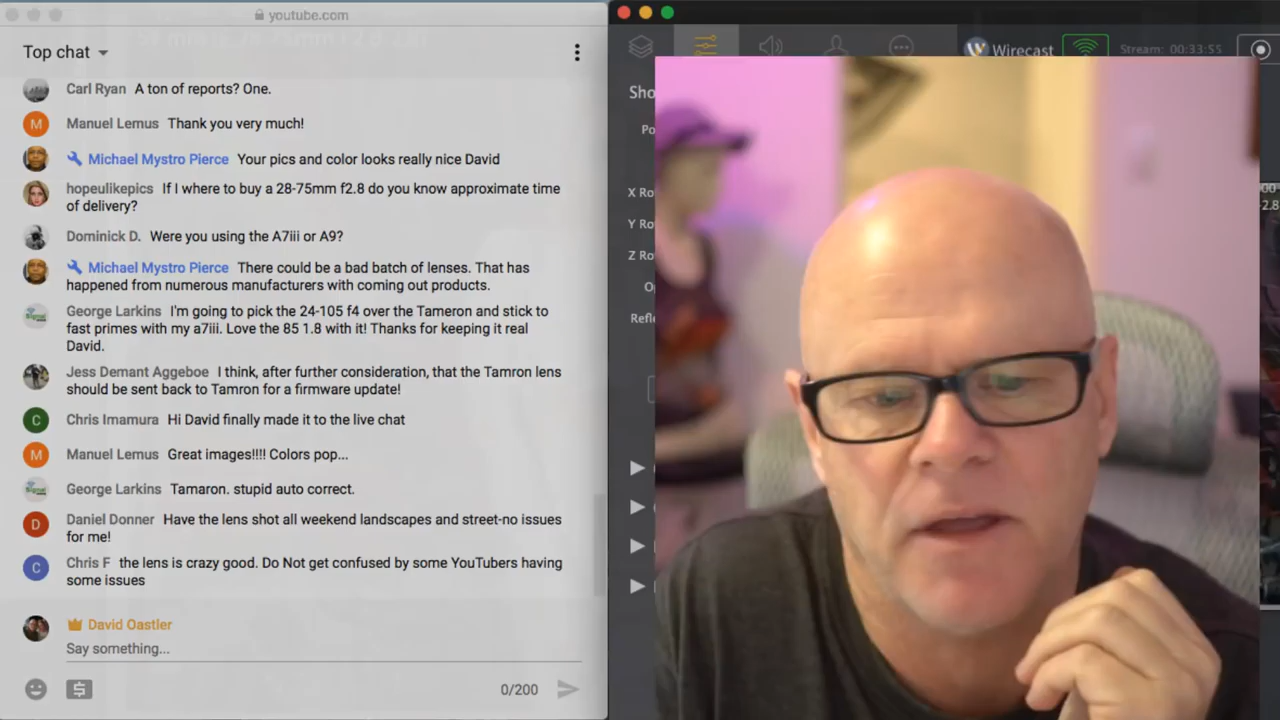 youtube.com
Top chat
Carl Ryan A ton of reports? One.
Manuel Lemus Thank you very much!
Michael Mystro Pierce Your pics and color looks really nice David
hopeulikepics If I where to buy a 28-75mm f2.8 do you know approximate time
of delivery?
Dominick D. Were you using the A7iii or A9?
Michael Mystro Pierce There could be a bad batch of lenses. That has
happened from numerous manufacturers with coming out products.
George Larkins I'm going to pick the 24-105 f4 over the Tameron and stick to
fast primes with my a7iii. Love the 85 1.8 with it! Thanks for keeping it real
David.
Jess Demant Aggeboe I think, after further consideration, that the Tamron lens
should be sent back to Tamron for a firmware update!
Chris Imamura Hi David finally made it to the live chat
Manuel Lemus Great images!!!! Colors pop...
George Larkins Tamaron. stupid auto correct.
Daniel Donner Have the lens shot all weekend landscapes and street-no issues
for me!
Chris F the lens is crazy good. Do Not get confused by some YouTubers having
some issues
David Oastler
Say something...
0/200
Wirecast
Stream: 00:33:55
Sho
Po
X Ro
Y Ro
Z Ro
Op
Refle